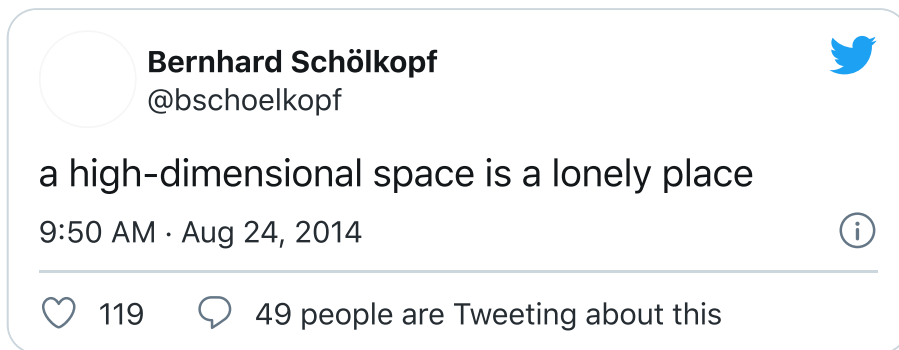 Bernhard Schölkopf
@bschoelkopf
a high-dimensional space is a lonely place
9:50 AM · Aug 24, 2014
119 49 people are Tweeting about this